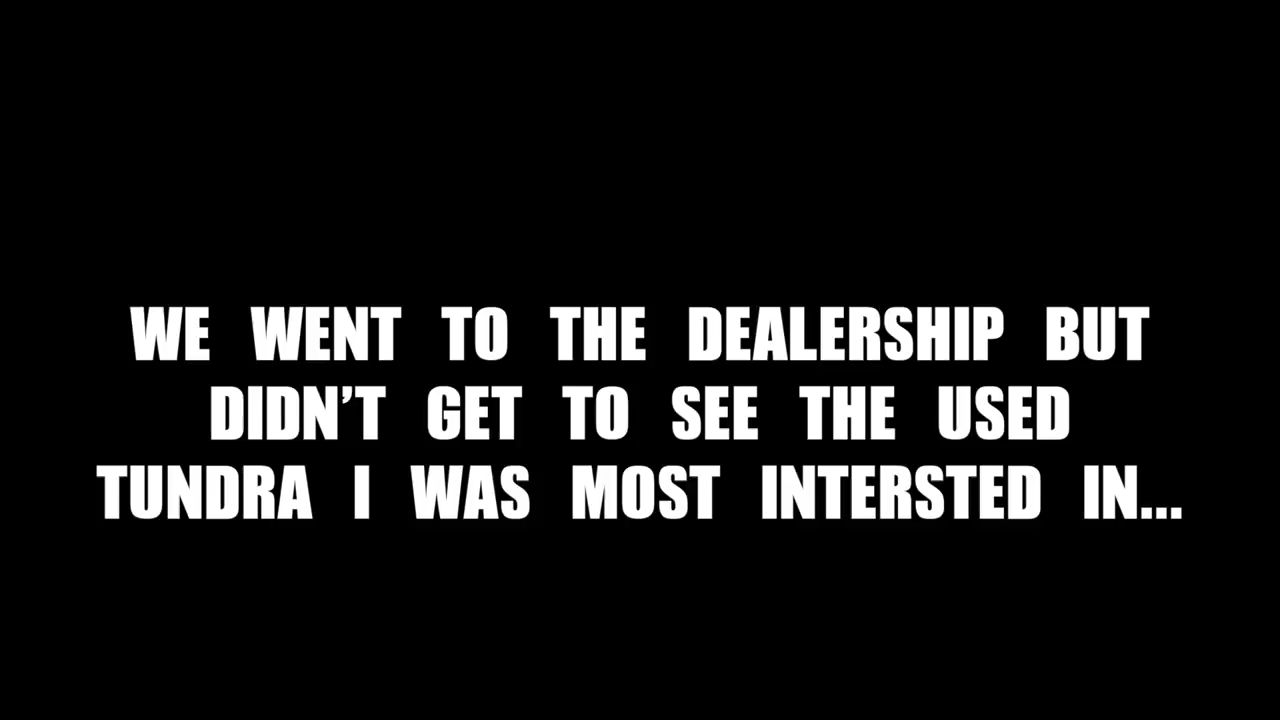 WE WENT TO THE DEALERSHIP BUT
DIDN'T GET TO SEE THE USED
TUNDRA I WAS MOST INTERSTED IN...